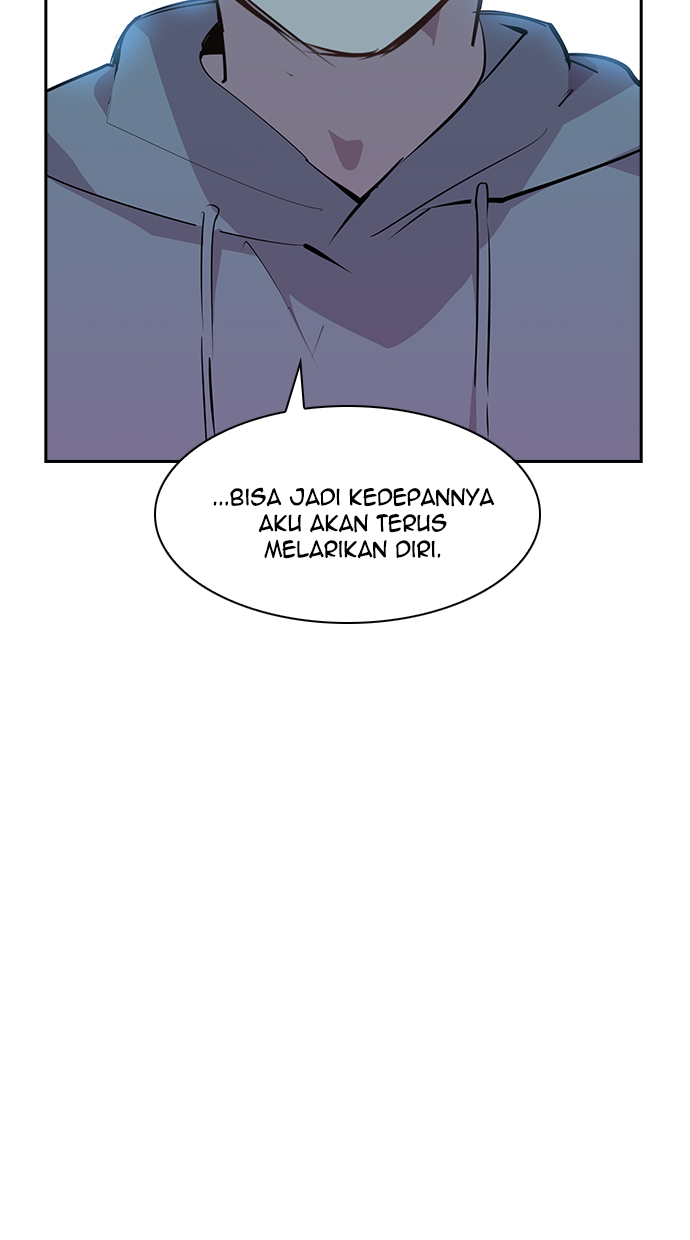 ...BISA JADI KEDEPANNYA
AKU AKAN TERUS
MELARIKAN DIRI.